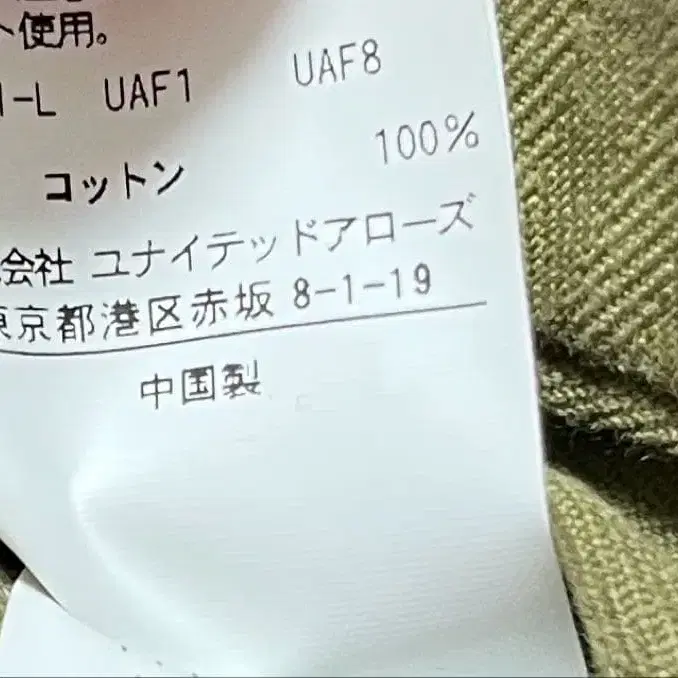 ト使用。
-L UAF1 UAF8
コットン 100%
会社 ユナイテッドアローズ
東京都港区赤坂 8-1-19
中国製